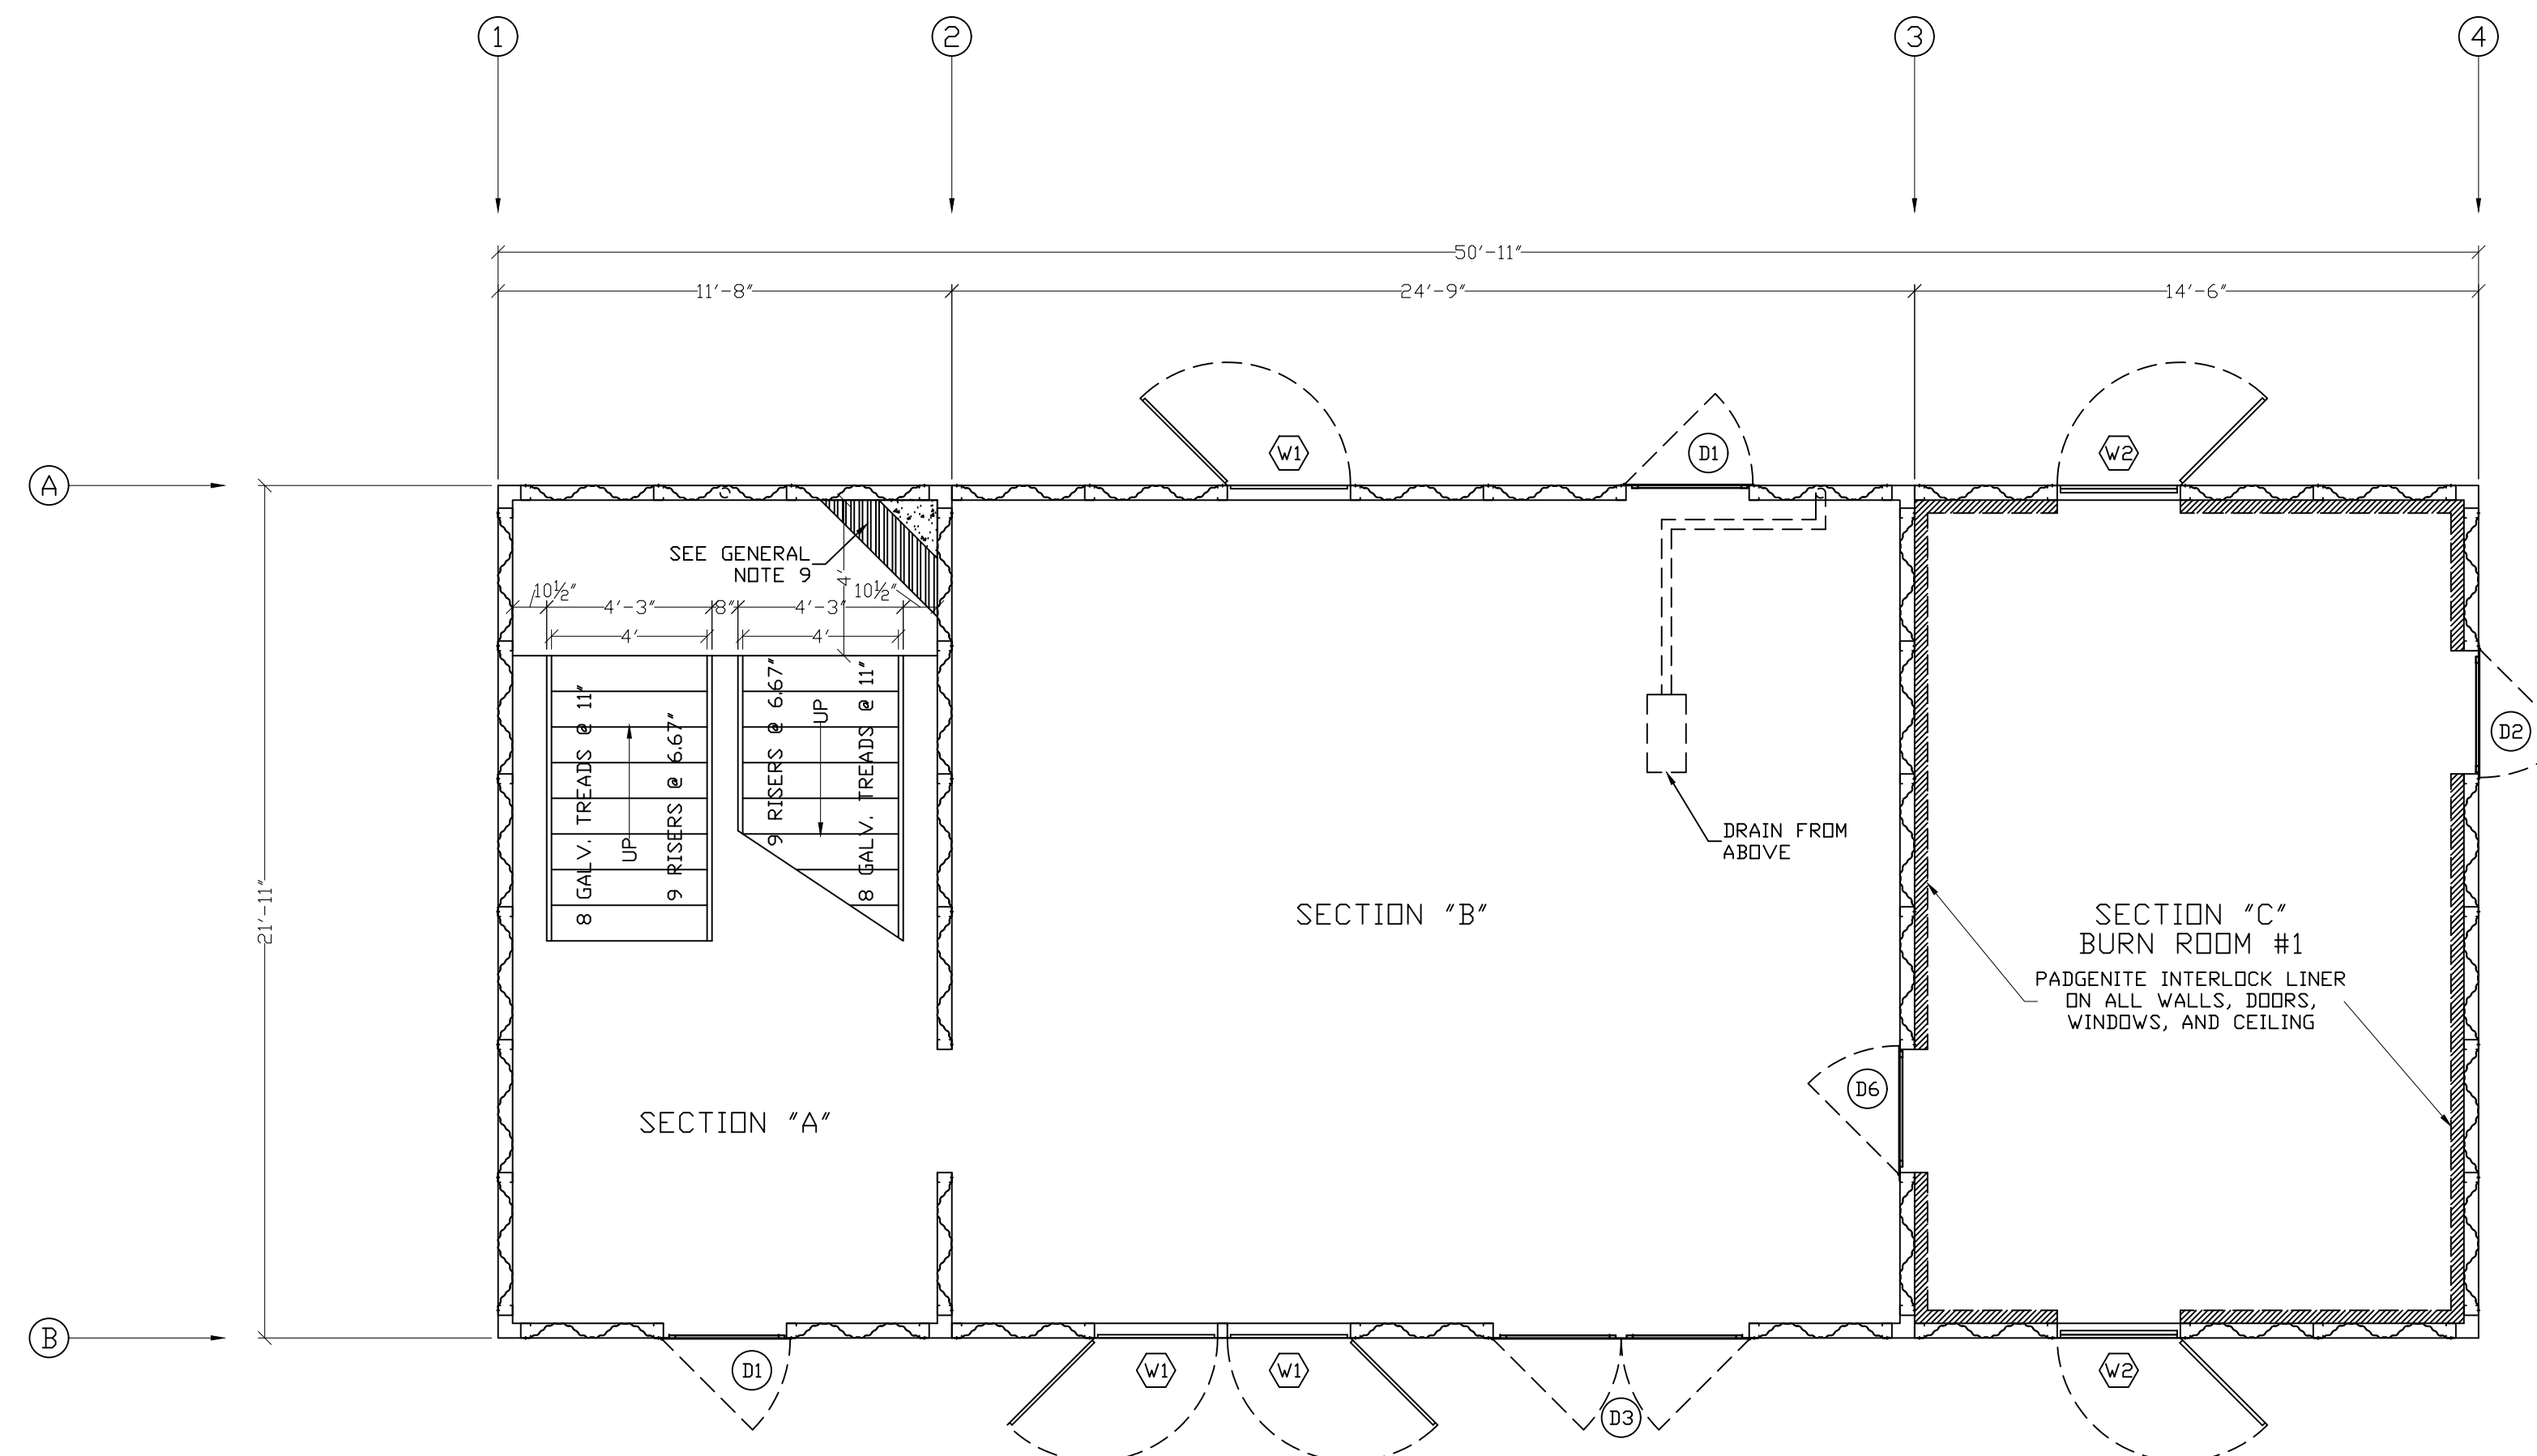 1
2
3
4
50'-11"
11'-8"
24'-9"
14'-6"
W1
D1
W2
A
SEE GENERAL
NOTE 9
4'
10½"
4'-3"
8"
4'-3"
10½"
4'
4'
8 GALV. TREADS @ 11"
UP
9 RISERS @ 6.67"
9 RISERS @ 6.67"
UP
8 GALV. TREADS @ 11"
D2
DRAIN FROM
ABOVE
21'-11"
SECTION "B"
SECTION "C"
BURN ROOM #1
PADGENITE INTERLOCK LINER
ON ALL WALLS, DOORS,
WINDOWS, AND CEILING
D6
SECTION "A"
B
D1
W1
W1
D3
W2